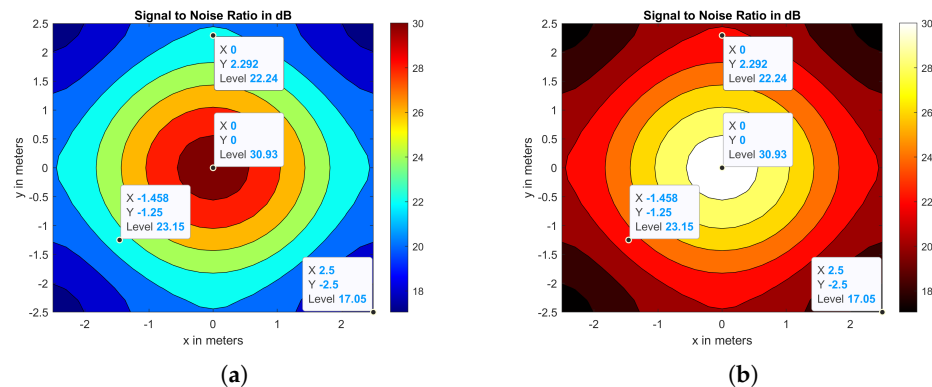 Signal to Noise Ratio in dB
2.5
2
1.5
1
0.5
0
-0.5
-1
-1.5
-2
-2.5
y in meters
-2
-1
0
1
2
x in meters
X 0
Y 2.292
Level 22.24
X 0
Y 0
Level 30.93
X -1.458
Y -1.25
Level 23.15
X 2.5
Y -2.5
Level 17.05
30
28
26
24
22
20
18
(a)
Signal to Noise Ratio in dB
2.5
2
1.5
1
0.5
0
-0.5
-1
-1.5
-2
-2.5
y in meters
-2
-1
0
1
2
x in meters
X 0
Y 2.292
Level 22.24
X 0
Y 0
Level 30.93
X -1.458
Y -1.25
Level 23.15
X 2.5
Y -2.5
Level 17.05
30
28
26
24
22
20
18
(b)